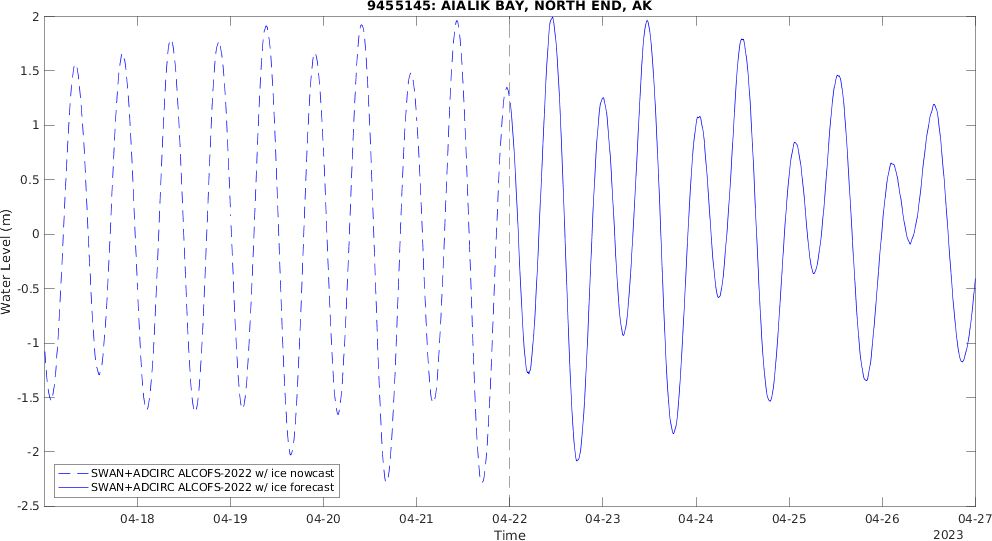 9455145: AIALIK BAY, NORTH END, AK
Water Level (m)
2
1.5
1
0.5
0
-0.5
-1
-1.5
-2
-2.5
SWAN+ADCIRC ALCOFS-2022 w/ ice nowcast
SWAN+ADCIRC ALCOFS-2022 w/ ice forecast
04-18 04-19 04-20 04-21 04-22 04-23 04-24 04-25 04-26 04-27
Time
2023